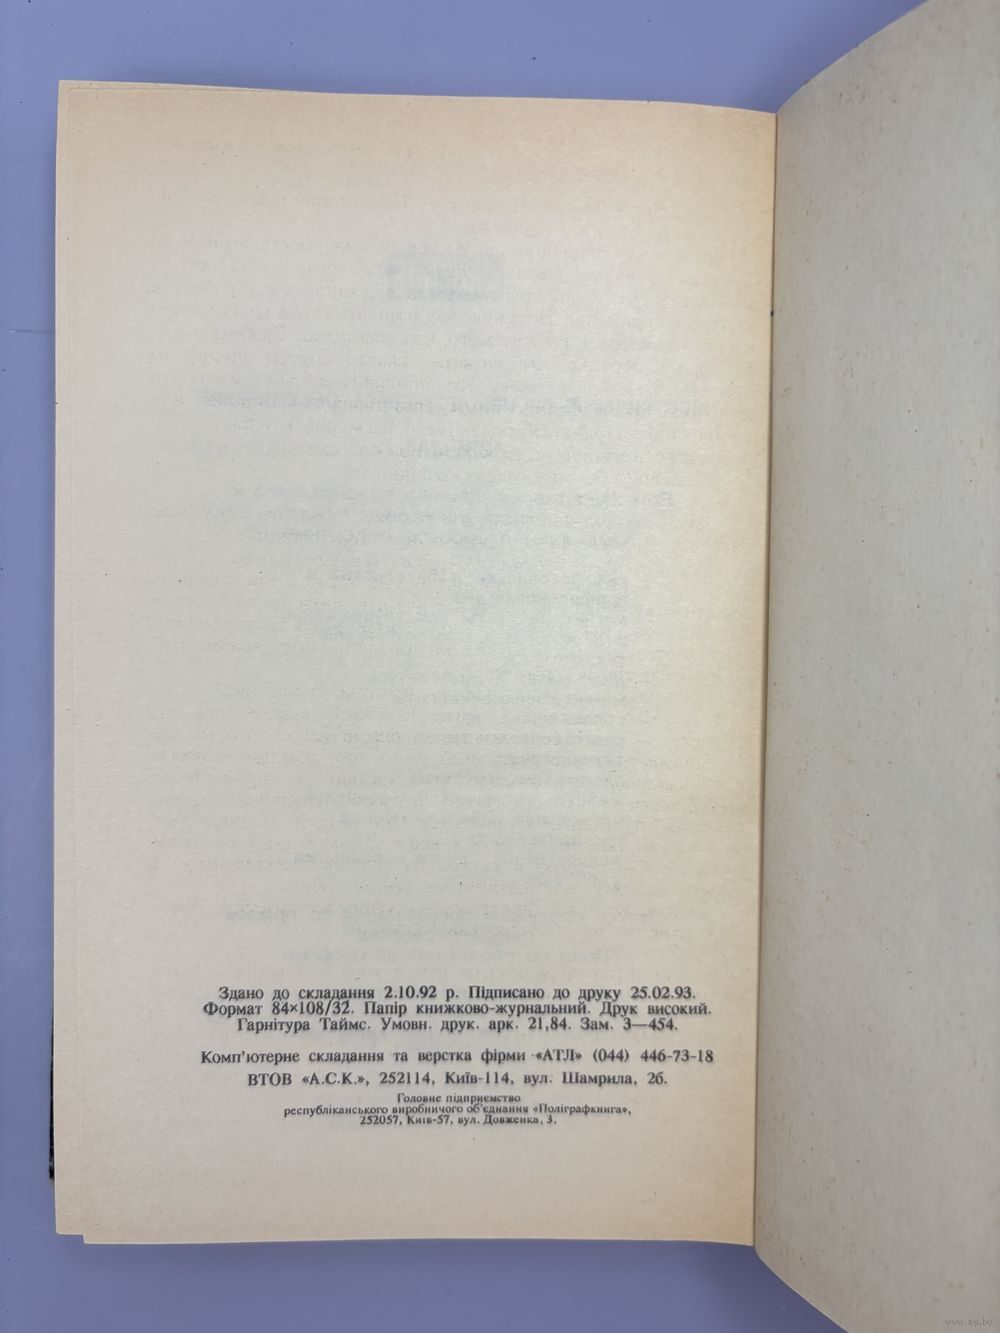 Здано до складання 2.10.92 р. Підписано до друку 25.02.93.
Формат 84×108/32. Папір книжково-журнальний. Друк високий.
Гарнітура Таймс. Умовн. друк. арк. 21,84. Зам. 3—454.
Комп'ютерне складання та верстка фірми «АТЛ» (044) 446-73-18
ВТОВ «А.С.К.», 252114, Київ-114, вул. Шамрила, 2б.
Головне підприємство
республіканського виробничого об'єднання «Поліграфкнига»,
252057, Київ-57, вул. Довженка, 3.
www.ay.by